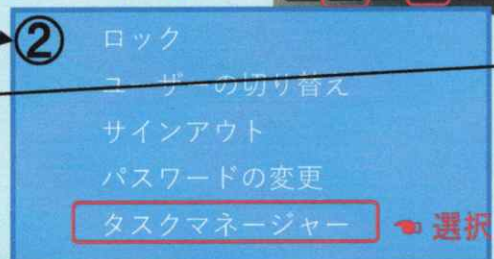 ②
ロック
ユーザーの切り替え
サインアウト
パスワードの変更
タスクマネージャー ☚ 選択